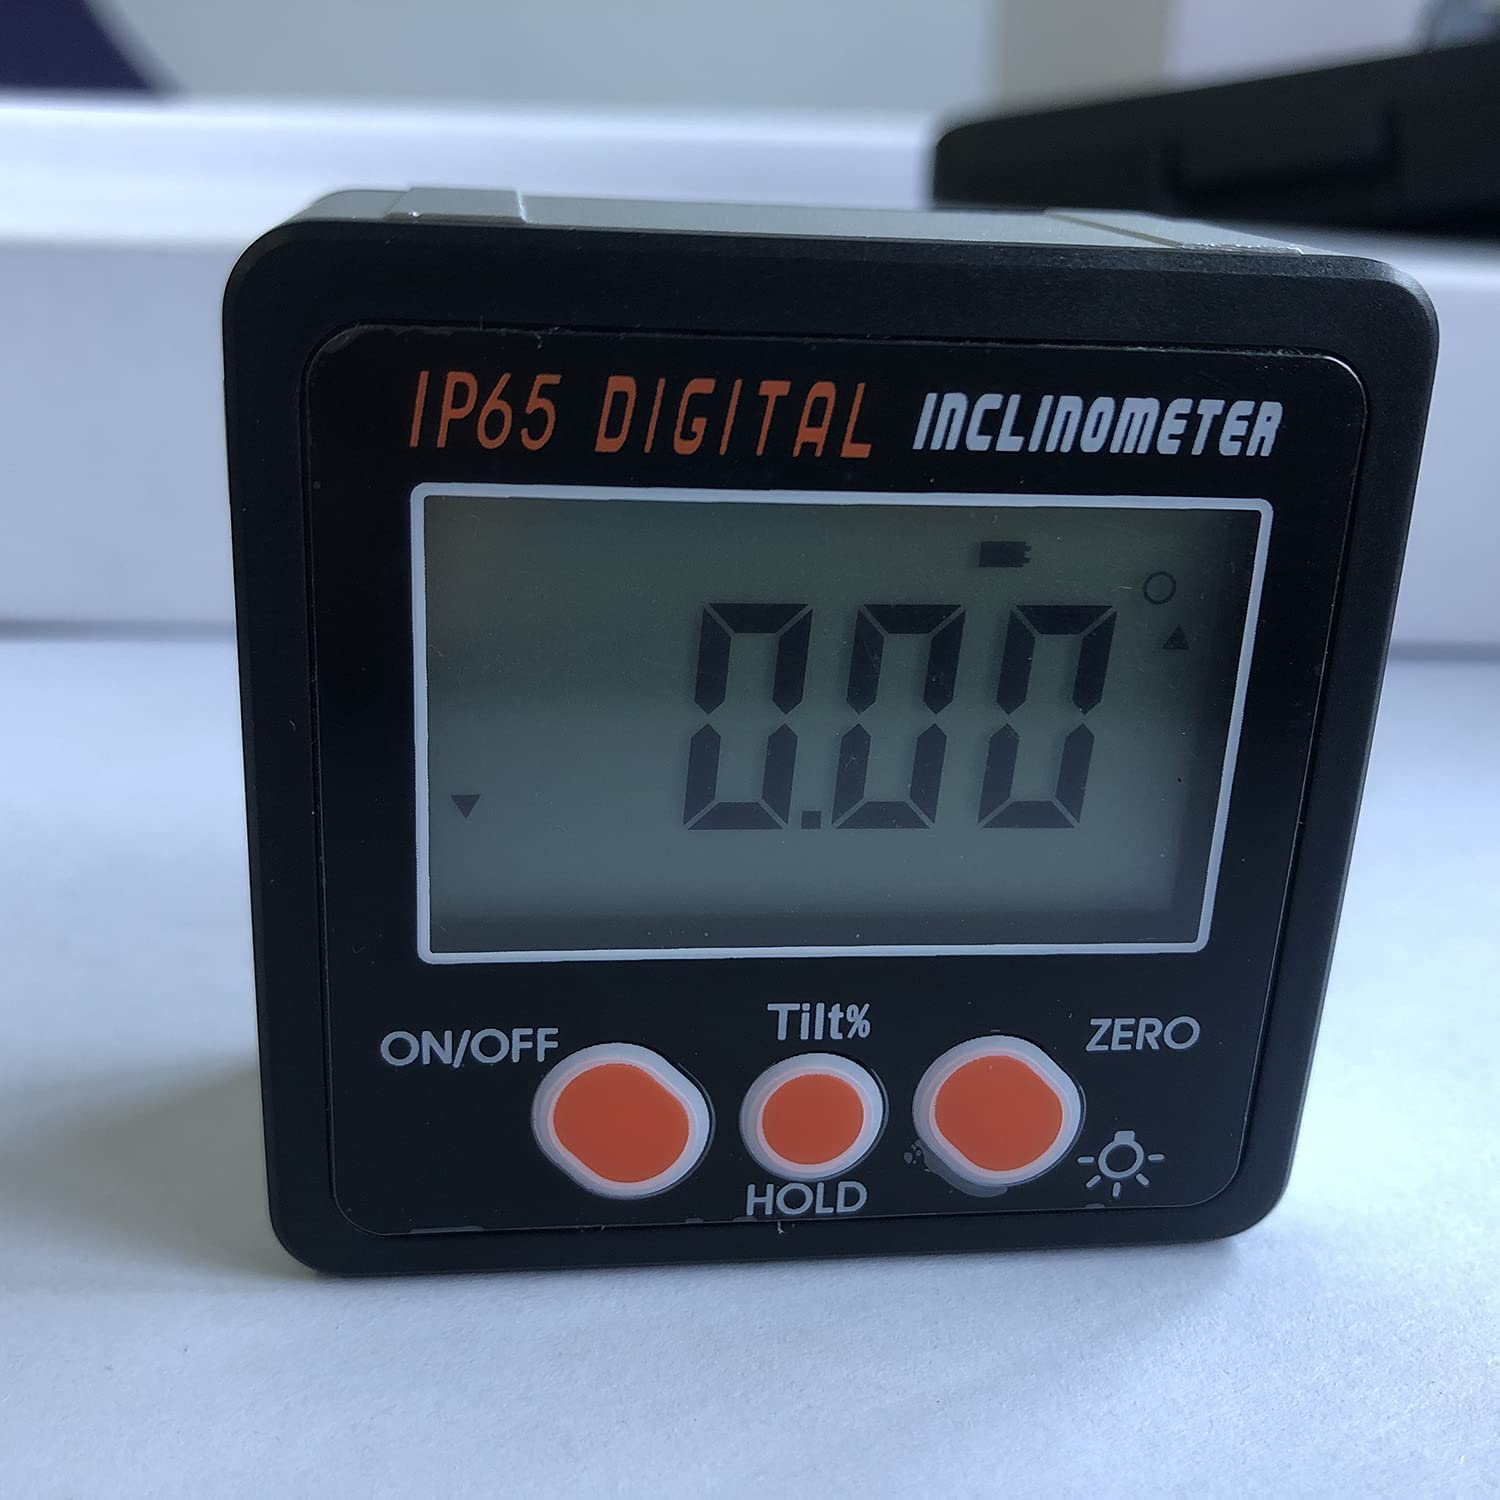 IP65 DIGITAL INCLINOMETER
0.00
ON/OFF Tilt% ZERO
HOLD